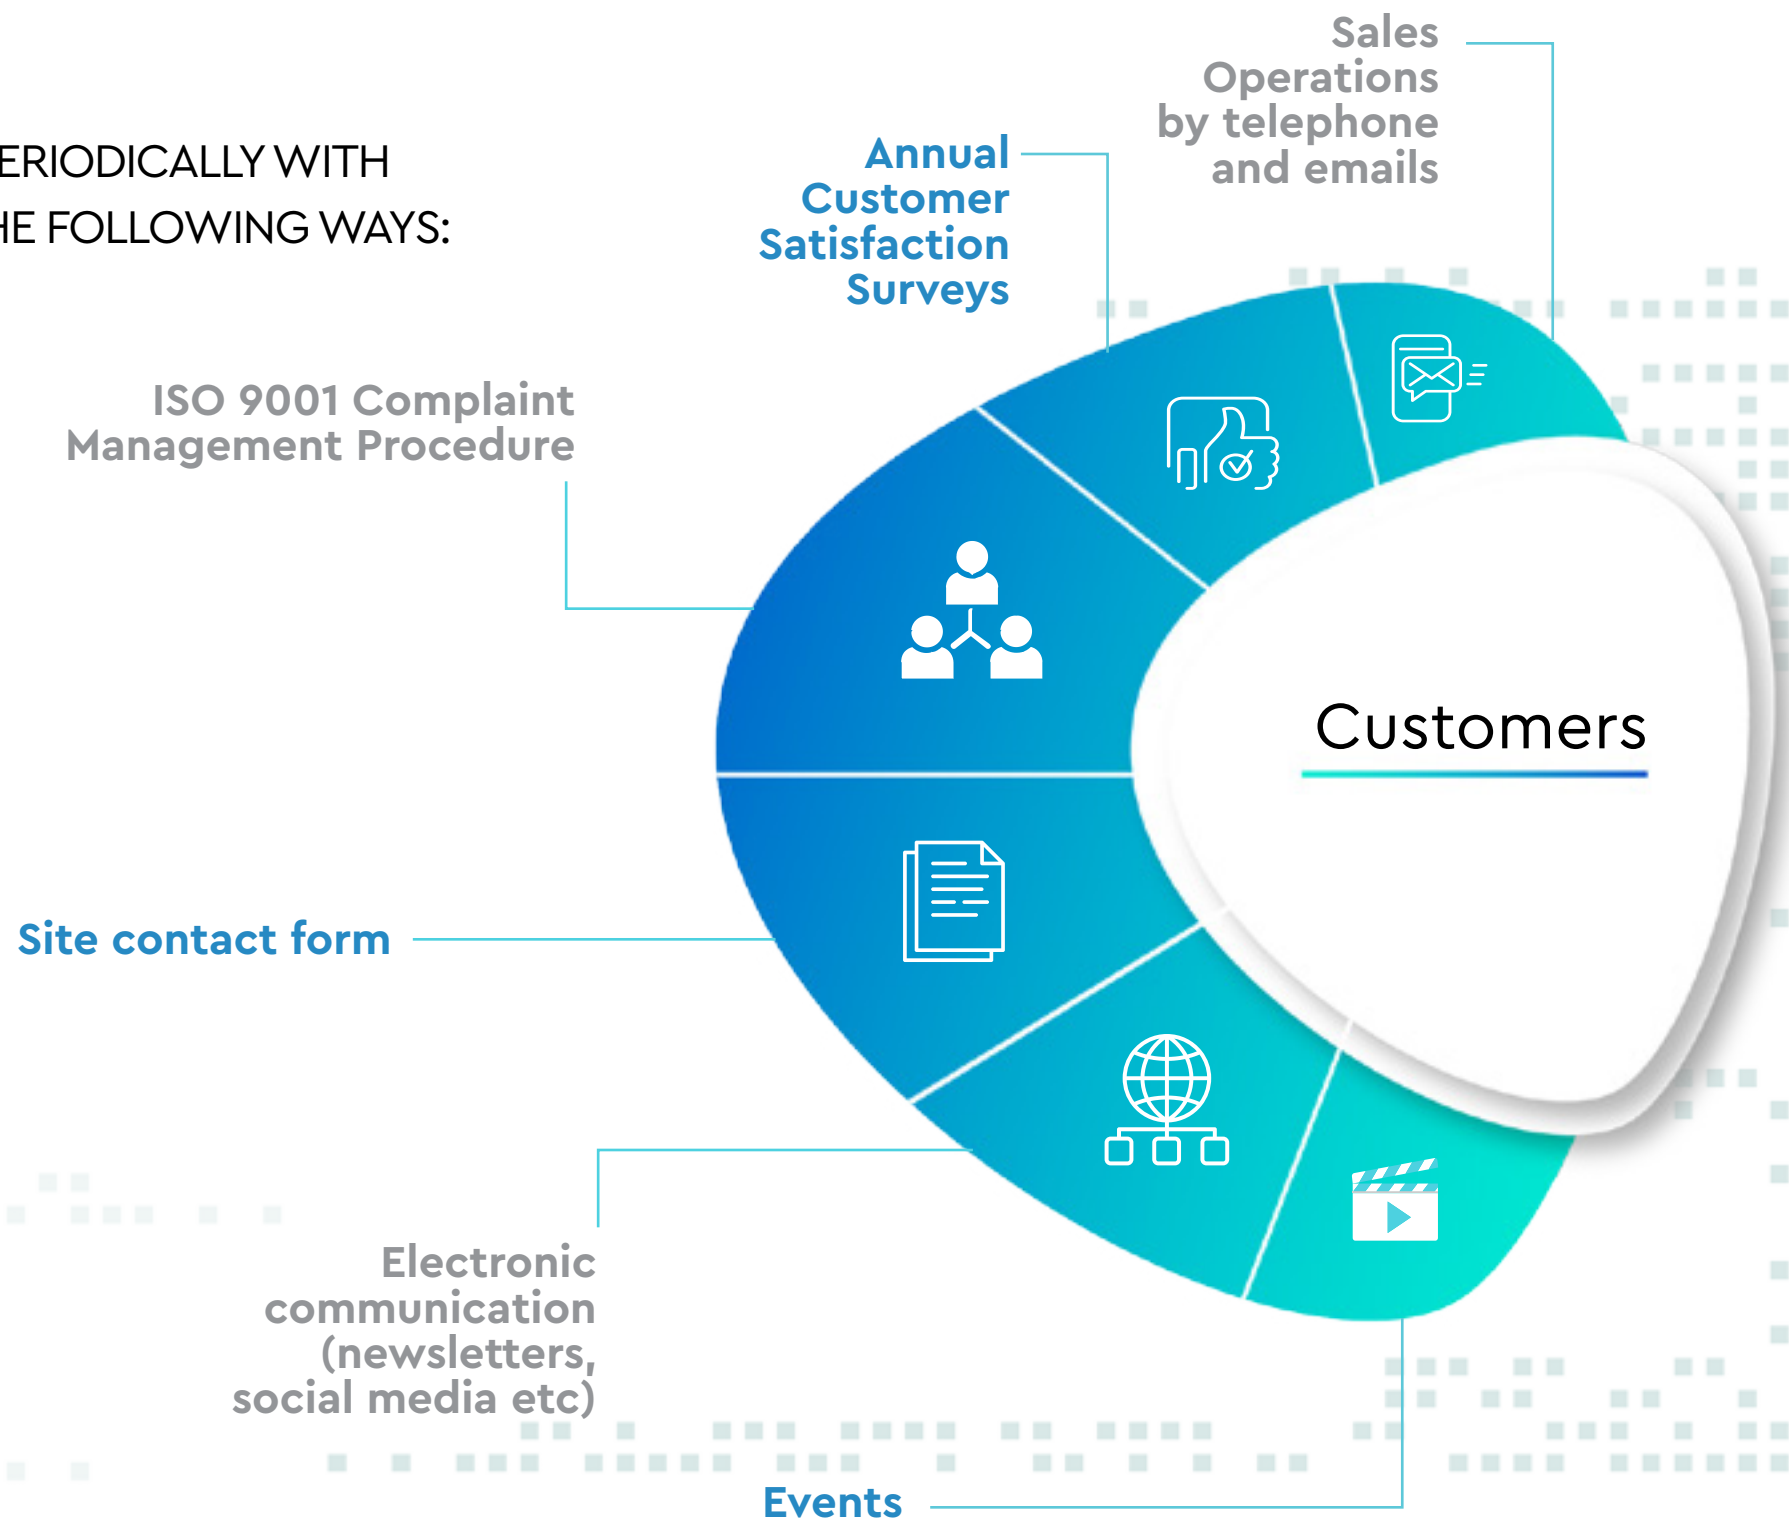 ERIODICALLY WITH
HE FOLLOWING WAYS:
Sales
Operations
by telephone
and emails
Annual
Customer
Satisfaction
Surveys
ISO 9001 Complaint
Management Procedure
Customers
Site contact form
Electronic
communication
(newsletters,
social media etc)
Events